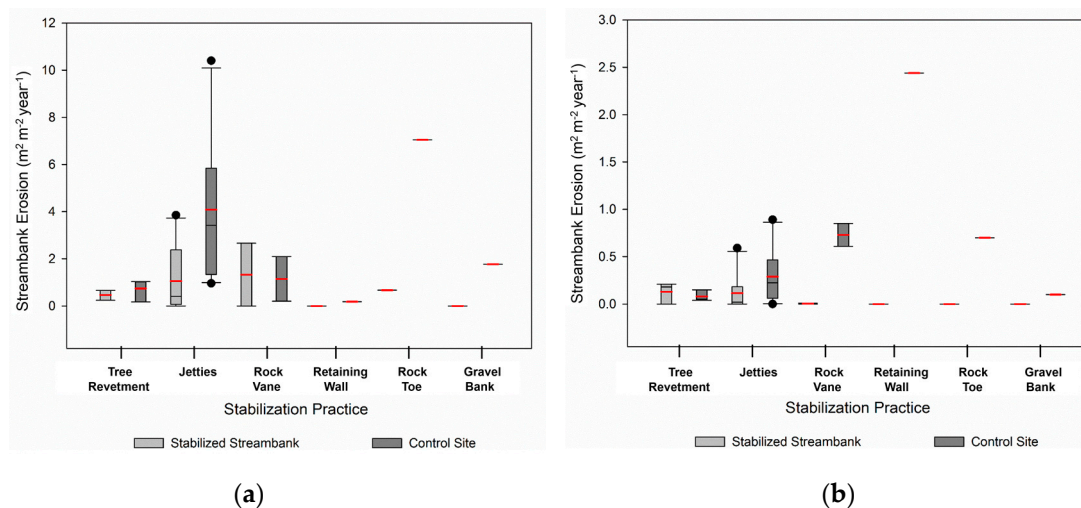 12
10
8
6
4
2
0
Streambank Erosion (m² m⁻² year⁻¹)
Tree Revetment
Jetties
Rock Vane
Retaining Wall
Rock Toe
Gravel Bank
Stabilization Practice
Stabilized Streambank
Control Site
(a)
3.0
2.5
2.0
1.5
1.0
0.5
0.0
Streambank Erosion (m² m⁻² year⁻¹)
Tree Revetment
Jetties
Rock Vane
Retaining Wall
Rock Toe
Gravel Bank
Stabilization Practice
Stabilized Streambank
Control Site
(b)